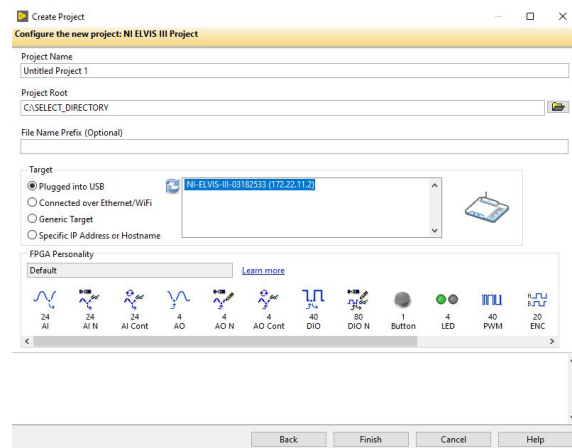 Create Project
Configure the new project: NI ELVIS III Project
Project Name
Untitled Project 1
Project Root
C:\SELECT_DIRECTORY
File Name Prefix (Optional)
Target
Plugged into USB
NI-ELVIS-III-03182533 (172.22.11.2)
Connected over Ethernet/WiFi
Generic Target
Specific IP Address or Hostname
FPGA Personality
Default
Learn more
24 24 24 4 4 4 40 80 1 4 40 20
AI AI N AI Cont AO AO N AO Cont DIO DIO N Button LED PWM ENC
Back Finish Cancel Help